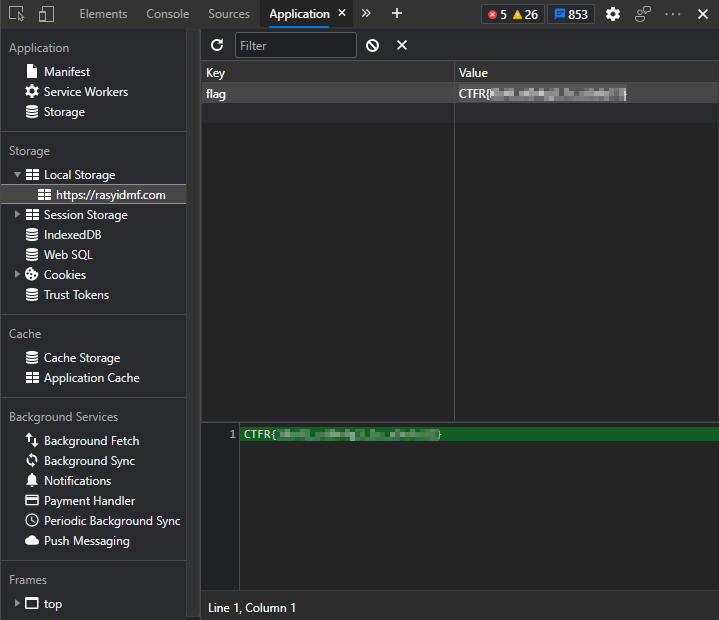 Elements Console Sources Application 5 26 853
Application
Manifest
Service Workers
Storage
Storage
Local Storage
https://rasyidmf.com
Session Storage
IndexedDB
Web SQL
Cookies
Trust Tokens
Cache
Cache Storage
Application Cache
Background Services
Background Fetch
Background Sync
Notifications
Payment Handler
Periodic Background Sync
Push Messaging
Frames
top
Filter
Key Value
flag CTFR{
1 CTFR{ }
Line 1, Column 1